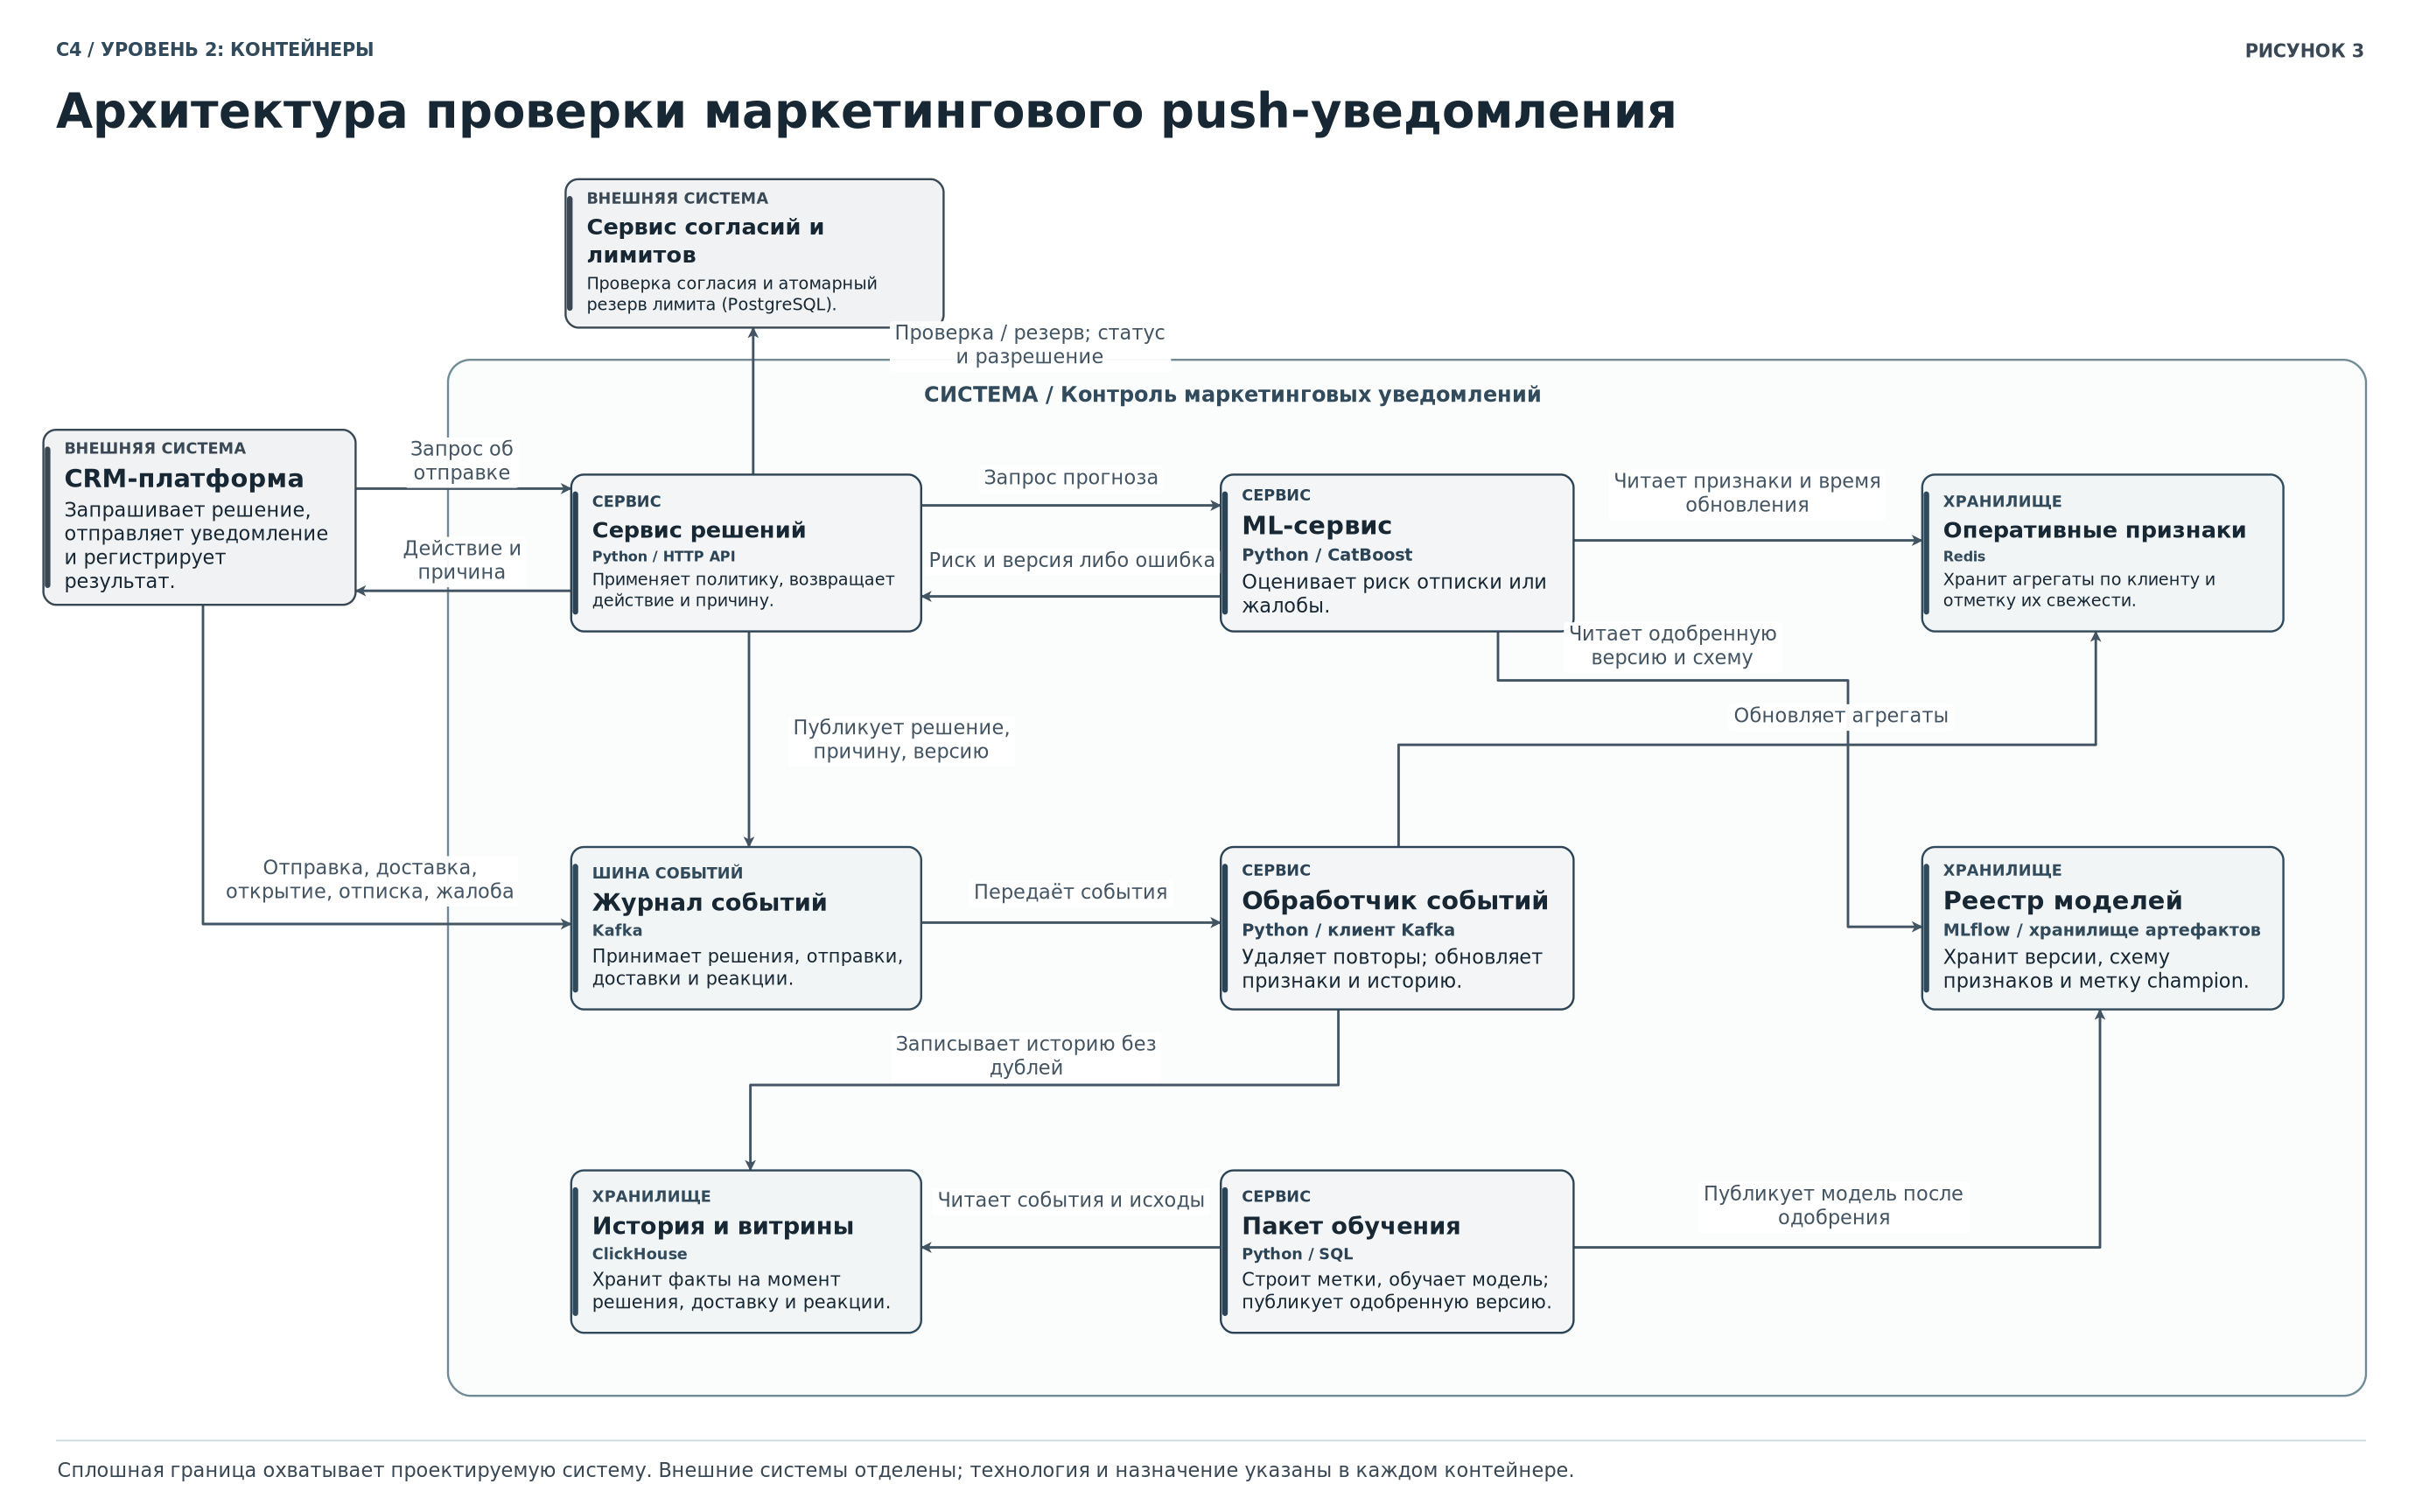 C4 / УРОВЕНЬ 2: КОНТЕЙНЕРЫ
РИСУНОК 3
Архитектура проверки маркетингового push-уведомления
ВНЕШНЯЯ СИСТЕМА
Сервис согласий и
лимитов
Проверка согласия и атомарный
резерв лимита (PostgreSQL).
Проверка / резерв; статус
и разрешение
СИСТЕМА / Контроль маркетинговых уведомлений
ВНЕШНЯЯ СИСТЕМА
CRM-платформа
Запрашивает решение,
отправляет уведомление
и регистрирует
результат.
Запрос об
отправке
Действие и
причина
СЕРВИС
Сервис решений
Python / HTTP API
Применяет политику, возвращает
действие и причину.
Запрос прогноза
Риск и версия либо ошибка
СЕРВИС
ML-сервис
Python / CatBoost
Оценивает риск отписки или
жалобы.
Читает признаки и время
обновления
ХРАНИЛИЩЕ
Оперативные признаки
Redis
Хранит агрегаты по клиенту и
отметку их свежести.
Читает одобренную
версию и схему
Обновляет агрегаты
Публикует решение,
причину, версию
Отправка, доставка,
открытие, отписка, жалоба
ШИНА СОБЫТИЙ
Журнал событий
Kafka
Принимает решения, отправки,
доставки и реакции.
Передаёт события
СЕРВИС
Обработчик событий
Python / клиент Kafka
Удаляет повторы; обновляет
признаки и историю.
ХРАНИЛИЩЕ
Реестр моделей
MLflow / хранилище артефактов
Хранит версии, схему
признаков и метку champion.
Записывает историю без
дублей
ХРАНИЛИЩЕ
История и витрины
ClickHouse
Хранит факты на момент
решения, доставку и реакции.
Читает события и исходы
СЕРВИС
Пакет обучения
Python / SQL
Строит метки, обучает модель;
публикует одобренную версию.
Публикует модель после
одобрения
Сплошная граница охватывает проектируемую систему. Внешние системы отделены; технология и назначение указаны в каждом контейнере.